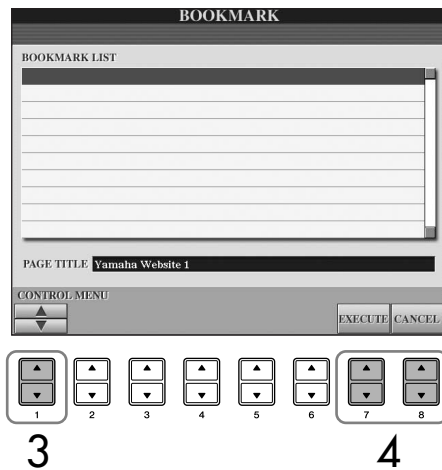 BOOKMARK
BOOKMARK LIST
PAGE TITLE Yamaha Website 1
CONTROL MENU
EXECUTE CANCEL
1 2 3 4 5 6 7 8
3 4